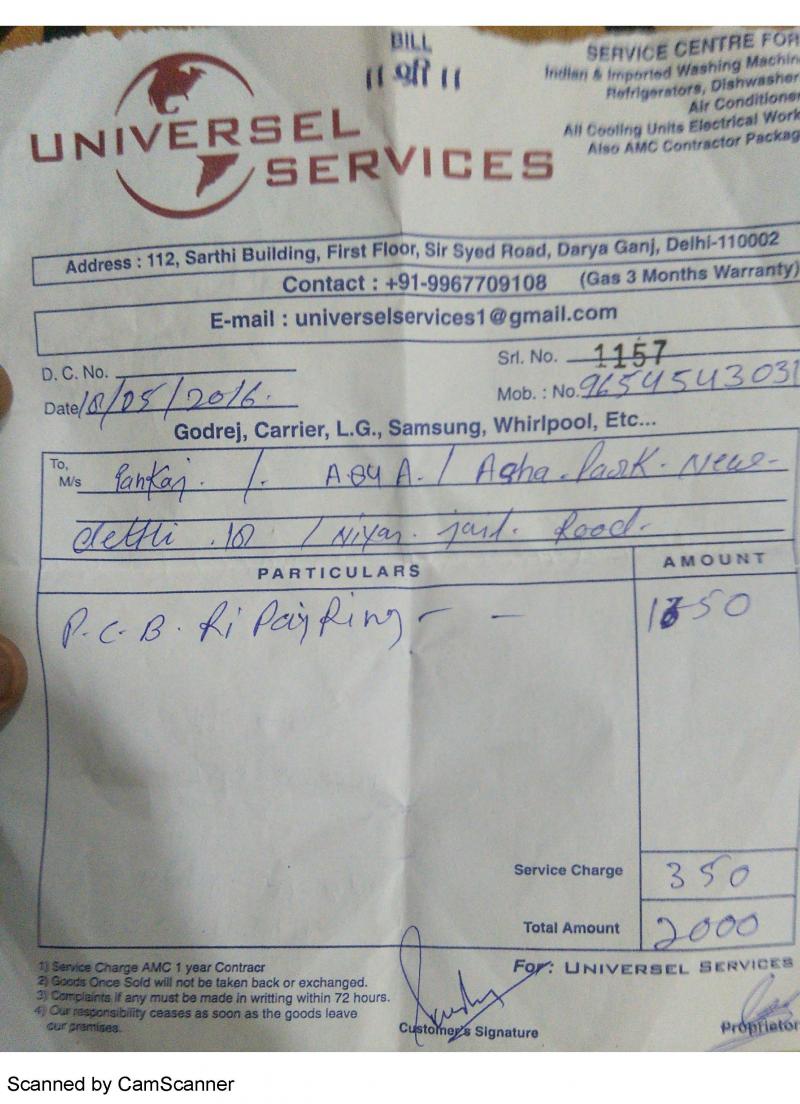 BILL
।। श्री ।।
UNIVERSEL
SERVICES
SERVICE CENTRE FOR
Indian & Imported Washing Machin
Refrigerators, Dishwasher
Air Conditione
All Cooling Units Electrical Work
Also AMC Contractor Packag
Address : 112, Sarthi Building, First Floor, Sir Syed Road, Darya Ganj, Delhi-110002
Contact : +91-9967709108 (Gas 3 Months Warranty)
E-mail : universelservices1@gmail.com
D. C. No.
Srl. No. 1157
Date 18/05/2016.
Mob. : No. 9654543031
Godrej, Carrier, L.G., Samsung, Whirlpool, Etc...
To,
M/s Pankaj. /. A. / Asha. Park. New-
delhi .18 / jail. Road.
PARTICULARS AMOUNT
P.C.B. Ri PaiRing - - 1650
Service Charge 350
Total Amount 2000
1) Service Charge AMC 1 year Contracr
2) Goods Once Sold will not be taken back or exchanged.
3) Complaints if any must be made in writting within 72 hours.
4) Our responsibility ceases as soon as the goods leave
our premises.
For: UNIVERSEL SERVICES
Customer's Signature
Proprietor
Scanned by CamScanner